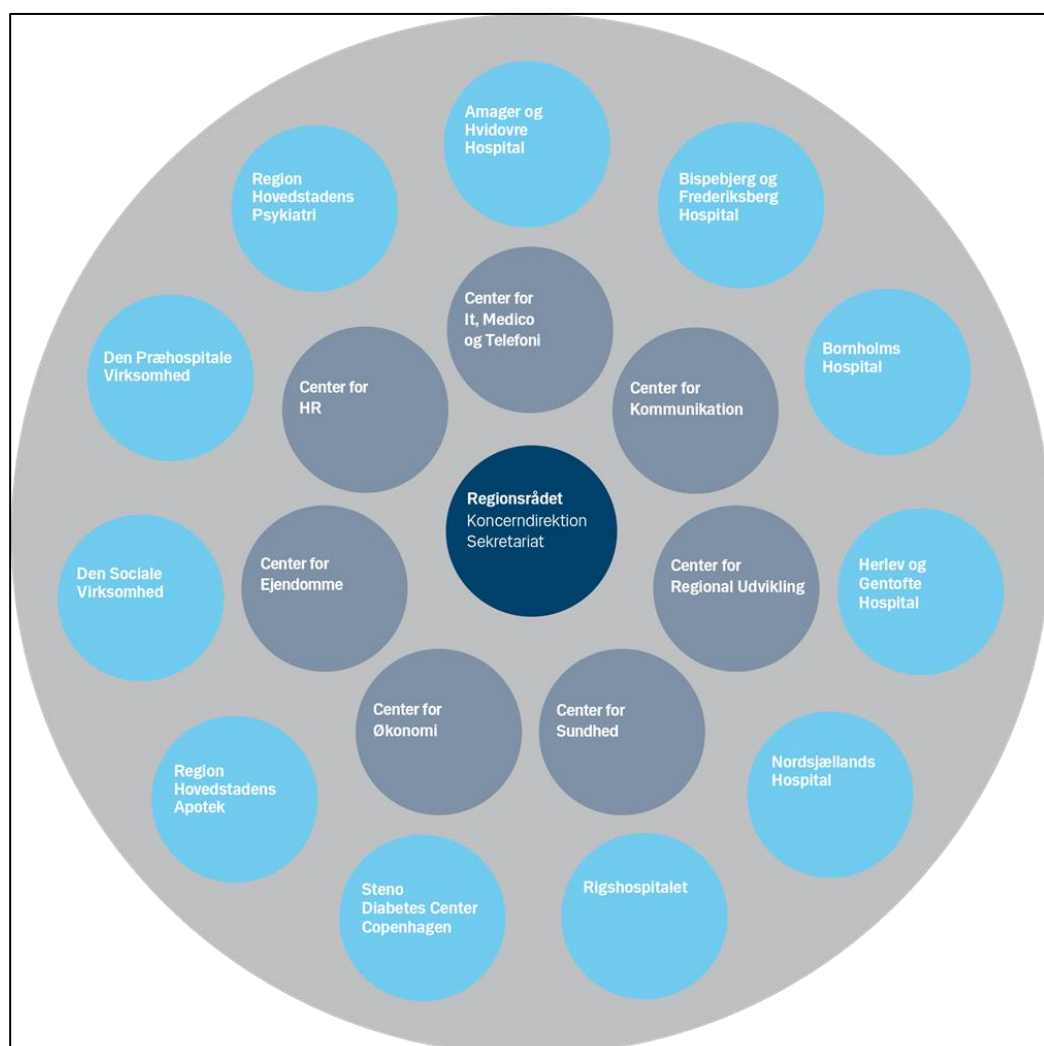 Amager og
Hvidovre
Hospital
Region
Hovedstadens
Psykiatri
Bispebjerg og
Frederiksberg
Hospital
Center for
It, Medico
og Telefoni
Den Præhospitale
Virksomhed
Center for
HR
Center for
Kommunikation
Bornholms
Hospital
Regionsrådet
Koncerndirektion
Sekretariat
Den Sociale
Virksomhed
Center for
Ejendomme
Center for
Regional Udvikling
Herlev og
Gentofte
Hospital
Center for
Økonomi
Center for
Sundhed
Region
Hovedstadens
Apotek
Nordsjællands
Hospital
Steno
Diabetes Center
Copenhagen
Rigshospitalet